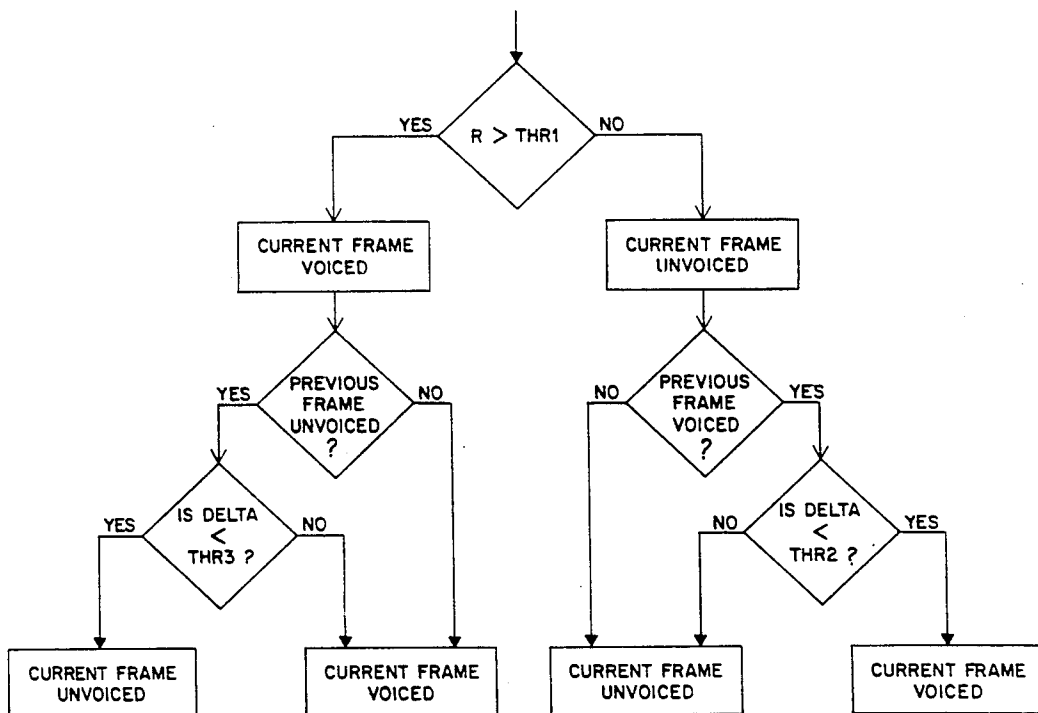 R > THR1
YES
NO
CURRENT FRAME
VOICED
CURRENT FRAME
UNVOICED
PREVIOUS
FRAME
UNVOICED
?
YES
NO
PREVIOUS
FRAME
VOICED
?
NO
YES
IS DELTA
<
THR3 ?
YES
NO
IS DELTA
<
THR2 ?
NO
YES
CURRENT FRAME
UNVOICED
CURRENT FRAME
VOICED
CURRENT FRAME
UNVOICED
CURRENT FRAME
VOICED